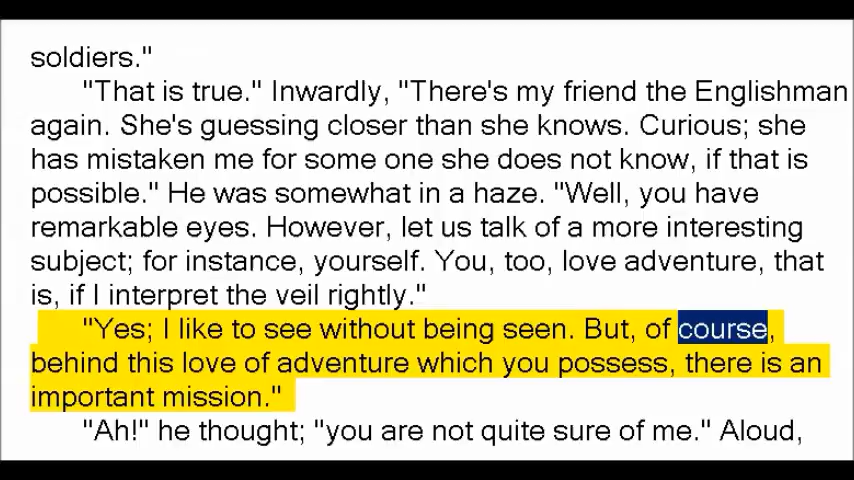 soldiers."
"That is true." Inwardly, "There's my friend the Englishman
again. She's guessing closer than she knows. Curious; she
has mistaken me for some one she does not know, if that is
possible." He was somewhat in a haze. "Well, you have
remarkable eyes. However, let us talk of a more interesting
subject; for instance, yourself. You, too, love adventure, that
is, if I interpret the veil rightly."
"Yes; I like to see without being seen. But, of course,
behind this love of adventure which you possess, there is an
important mission."
"Ah!" he thought; "you are not quite sure of me." Aloud,